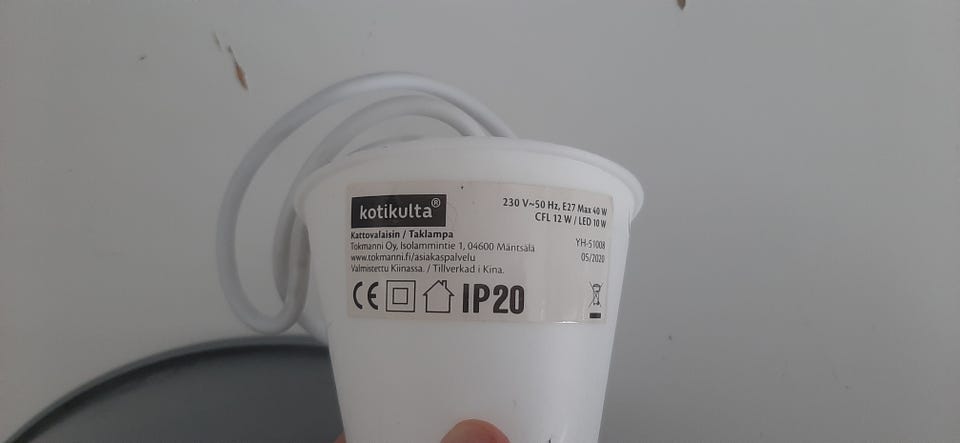 kotikulta®
Kattovalaisin / Taklampa
Tokmanni Oy, Isolammintie 1, 04600 Mäntsälä
www.tokmanni.fi/asiakaspalvelu
Valmistettu Kiinassa. / Tillverkad i Kina.
230 V~50 Hz, E27 Max 40 W
CFL 12 W / LED 10 W
YH-51008
05/2020
CE
IP20